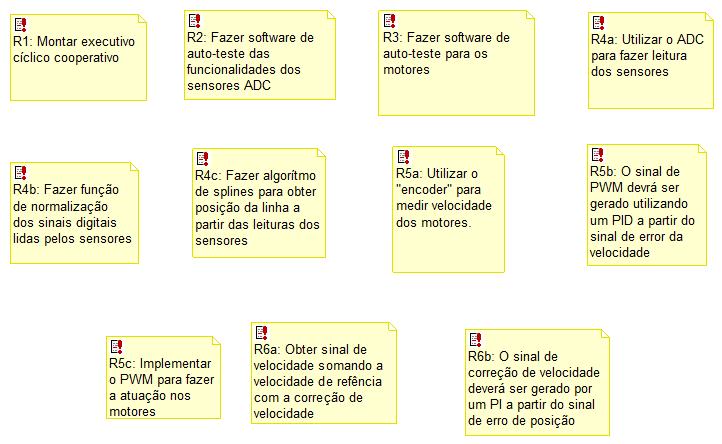 R1: Montar executivo
cíclico cooperativo
R2: Fazer software de
auto-teste das
funcionalidades dos
sensores ADC
R3: Fazer software de
auto-teste para os
motores
R4a: Utilizar o ADC
para fazer leitura
dos sensores
R4b: Fazer função
de normalização
dos sinais digitais
lidas pelos sensores
R4c: Fazer algorítmo
de splines para obter
posição da linha a
partir das leituras dos
sensores
R5a: Utilizar o
"encoder" para
medir velocidade
dos motores.
R5b: O sinal de
PWM devrá ser
gerado utilizando
um PID a partir do
sinal de error da
velocidade
R5c: Implementar
o PWM para fazer
a atuação nos
motores
R6a: Obter sinal de
velocidade somando a
velocidade de refência
com a correção de
velocidade
R6b: O sinal de
correção de velocidade
deverá ser gerado por
um PI a partir do sinal
de erro de posição